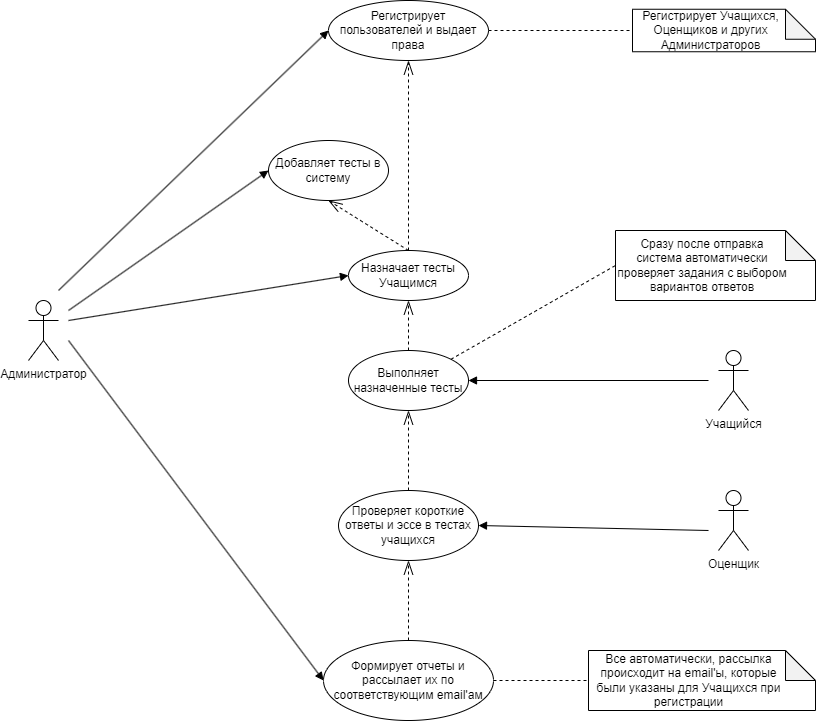 Регистрирует
пользователей и выдает
права
Регистрирует Учащихся,
Оценщиков и других
Администраторов
Добавляет тесты в
систему
Сразу после отправка
система автоматически
проверяет задания с выбором
вариантов ответов
Назначает тесты
Учащимся
Администратор
Выполняет
назначенные тесты
Учащийся
Проверяет короткие
ответы и эссе в тестах
учащихся
Оценщик
Формирует отчеты и
рассылает их по
соответствующим email'ам
Все автоматически, рассылка
происходит на email'ы, которые
были указаны для Учащихся при
регистрации